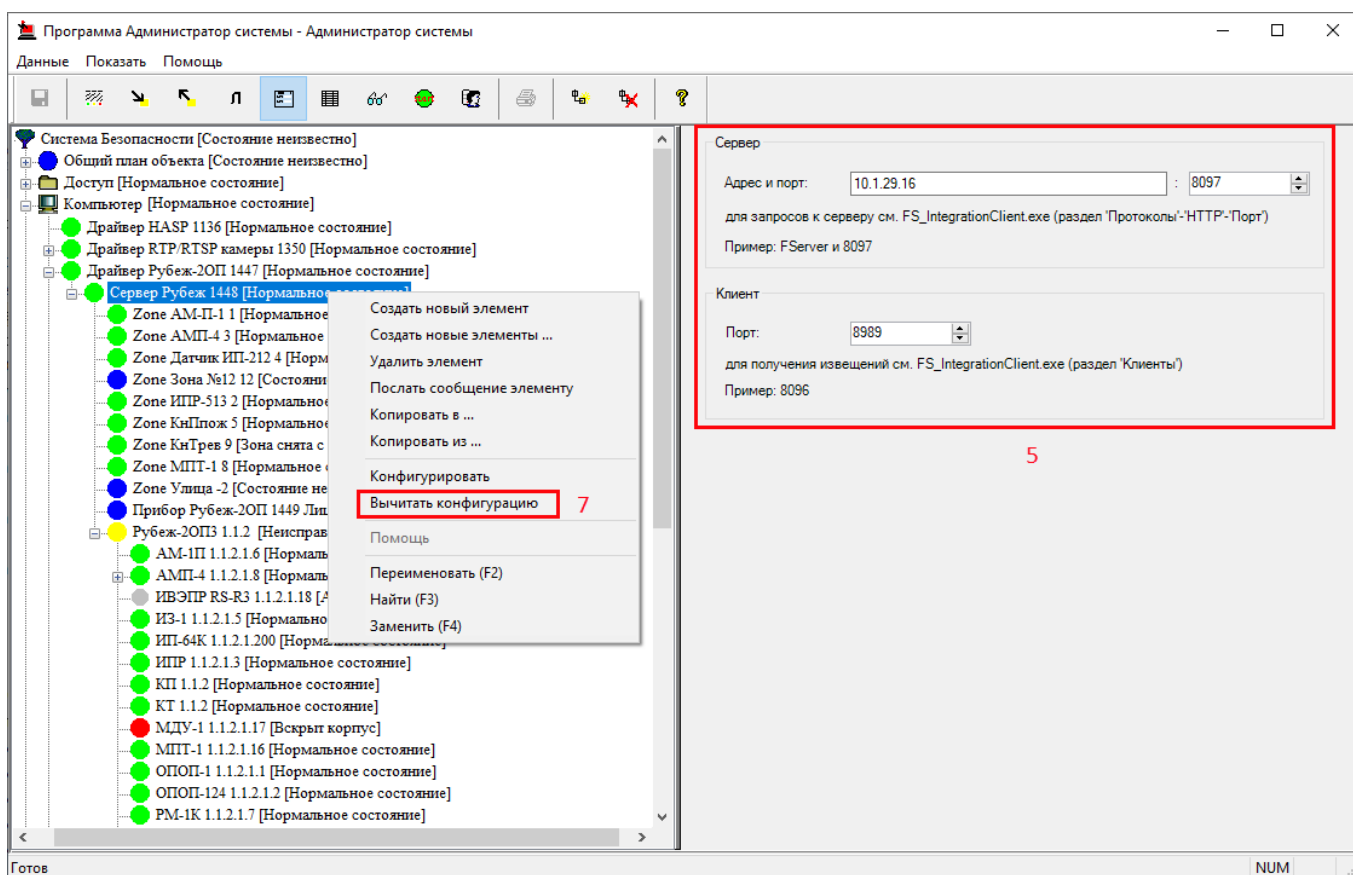 Программа Администратор системы - Администратор системы
Данные Показать Помощь
Л
Start
?
Система Безопасности [Состояние неизвестно]
Общий план объекта [Состояние неизвестно]
Доступ [Нормальное состояние]
Компьютер [Нормальное состояние]
Драйвер HASP 1136 [Нормальное состояние]
Драйвер RTP/RTSP камеры 1350 [Нормальное состояние]
Драйвер Рубеж-2ОП 1447 [Нормальное состояние]
Сервер Рубеж 1448 [Нормальное состояние]
Zone АМ-П-1 1 [Нормальное
Zone АМП-4 3 [Нормальное
Zone Датчик ИП-212 4 [Норм
Zone Зона №12 12 [Состояни
Zone ИПР-513 2 [Нормальное
Zone КнПпож 5 [Нормальное
Zone КнТрев 9 [Зона снята с
Zone МПТ-1 8 [Нормальное
Zone Улица -2 [Состояние не
Прибор Рубеж-2ОП 1449 Лиц
Рубеж-2ОП3 1.1.2 [Неисправ
АМ-1П 1.1.2.1.6 [Нормаль
АМП-4 1.1.2.1.8 [Нормаль
ИВЭПР RS-R3 1.1.2.1.18 [А
ИЗ-1 1.1.2.1.5 [Нормально
ИП-64К 1.1.2.1.200 [Нормальное состояние]
ИПР 1.1.2.1.3 [Нормальное состояние]
КП 1.1.2 [Нормальное состояние]
КТ 1.1.2 [Нормальное состояние]
МДУ-1 1.1.2.1.17 [Вскрыт корпус]
МПТ-1 1.1.2.1.16 [Нормальное состояние]
ОПОП-1 1.1.2.1.1 [Нормальное состояние]
ОПОП-124 1.1.2.1.2 [Нормальное состояние]
РМ-1К 1.1.2.1.7 [Нормальное состояние]
Создать новый элемент
Создать новые элементы ...
Удалить элемент
Послать сообщение элементу
Копировать в ...
Копировать из ...
Конфигурировать
Вычитать конфигурацию
7
Помощь
Переименовать (F2)
Найти (F3)
Заменить (F4)
Сервер
Адрес и порт: 10.1.29.16 : 8097
для запросов к серверу см. FS_IntegrationClient.exe (раздел 'Протоколы'-'HTTP'-'Порт')
Пример: FServer и 8097
Клиент
Порт: 8989
для получения извещений см. FS_IntegrationClient.exe (раздел 'Клиенты')
Пример: 8096
5
Готов
NUM